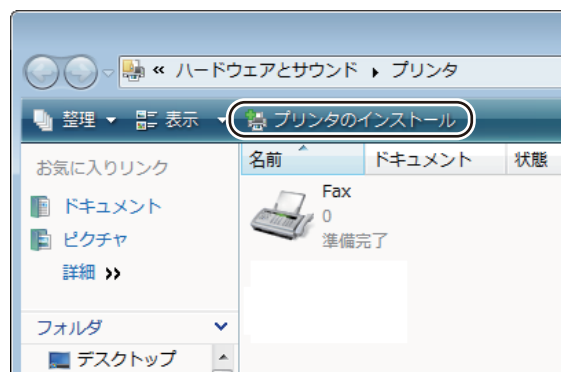 « ハードウェアとサウンド ▸ プリンタ
整理 ▼ 表示 ▼ プリンタのインストール
お気に入りリンク
ドキュメント
ピクチャ
詳細 »
フォルダ
デスクトップ
名前 ドキュメント 状態
Fax
0
準備完了